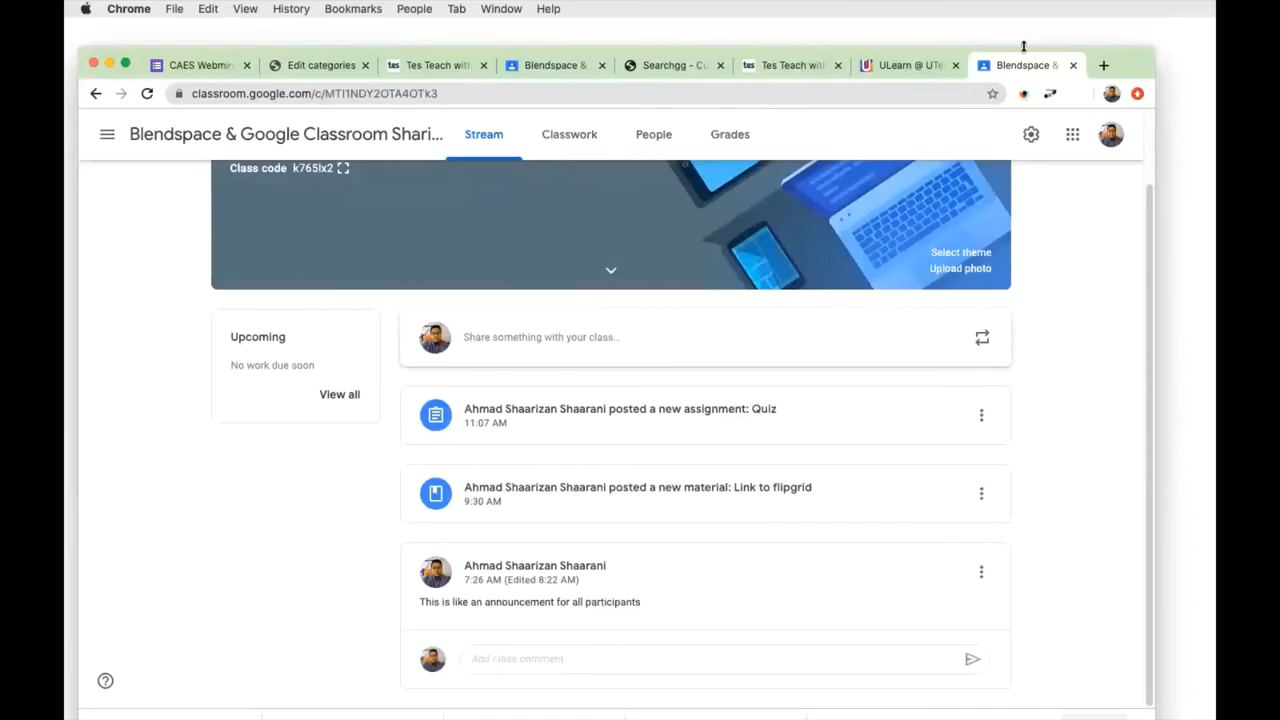 Chrome File Edit View History Bookmarks People Tab Window Help
CAES Webmin Edit categories tes Tes Teach wit Blendspace & Searchgg - Cu tes Tes Teach wit ULearn @ UTe Blendspace &
classroom.google.com/c/MTI1NDY2OTA4OTk3
Blendspace & Google Classroom Shari... Stream Classwork People Grades
Class code k765lx2
Select theme
Upload photo
Upcoming
No work due soon
View all
Share something with your class...
Ahmad Shaarizan Shaarani posted a new assignment: Quiz
11:07 AM
Ahmad Shaarizan Shaarani posted a new material: Link to flipgrid
9:30 AM
Ahmad Shaarizan Shaarani
7:26 AM (Edited 8:22 AM)
This is like an announcement for all participants
Add class comment